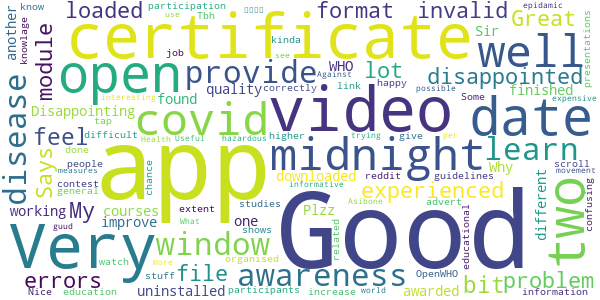 loaded participation Tbh know use another knowlage
certificate
format invalid epidamic
Great
Sir
presentations
job kinda see Against
open provide WHO lot well
module quality correctly link happy
disappointed
Some possible
finished
interesting expensive
disease Disappointing found
covid video date
tap difficult Health Useful hazardous higher give trying per
feel done Says people measures contest general
app midnight learn
downloaded Why reddit guidelines scroll movement
chance experienced
My courses extent studies Plzz different confusing
working improve one shows advert related educational
Very Good two
guud What More
window
watch organised Asibone informative
errors file awareness bit problem
Nice education stuff uninstalled participants increase world OpenWHO awarded information